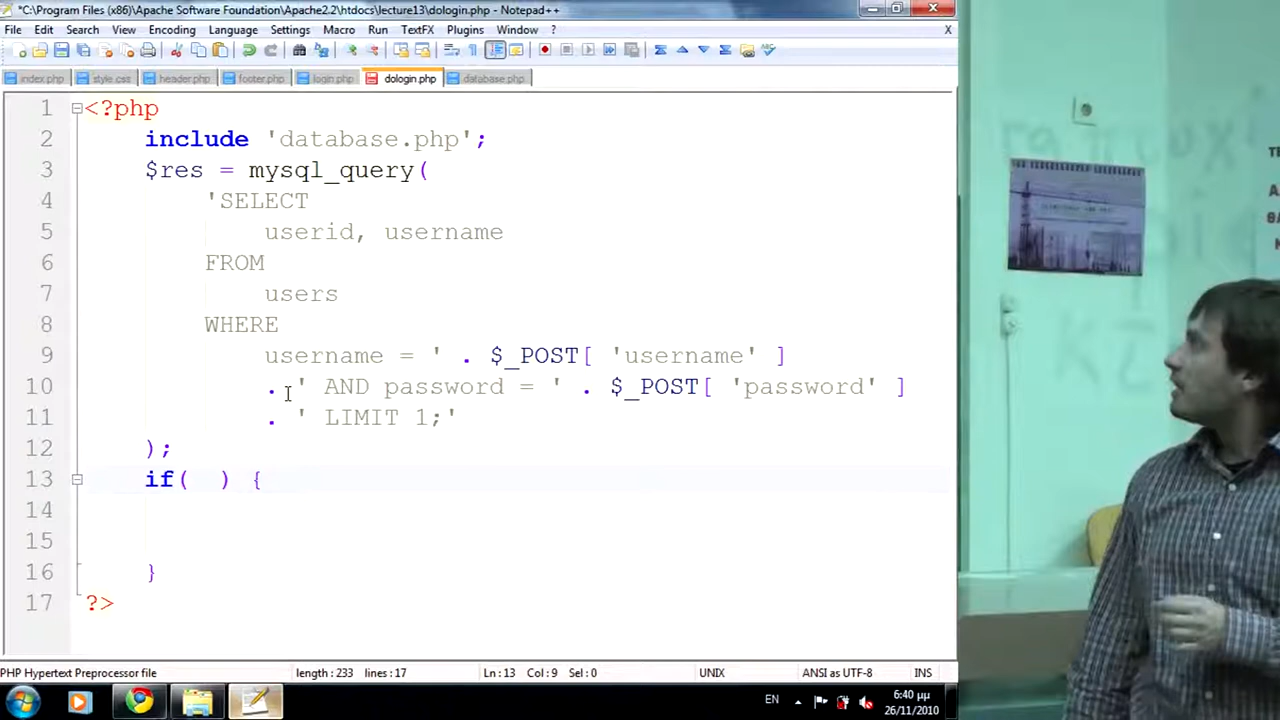 *C:\Program Files (x86)\Apache Software Foundation\Apache2.2\htdocs\lecture13\dologin.php - Notepad++
File Edit Search View Encoding Language Settings Macro Run TextFX Plugins Window ? X
index.php style.css header.php footer.php login.php dologin.php database.php
1 <?php
2 include 'database.php';
3 $res = mysql_query(
4 'SELECT
5 userid, username
6 FROM
7 users
8 WHERE
9 username = ' . $_POST[ 'username' ]
10 . ' AND password = ' . $_POST[ 'password' ]
11 . ' LIMIT 1;'
12 );
13 if( ) {
14
15
16 }
17 ?>
PHP Hypertext Preprocessor file length : 233 lines : 17 Ln : 13 Col : 9 Sel : 0 UNIX ANSI as UTF-8 INS
EN 6:40 μμ
26/11/2010